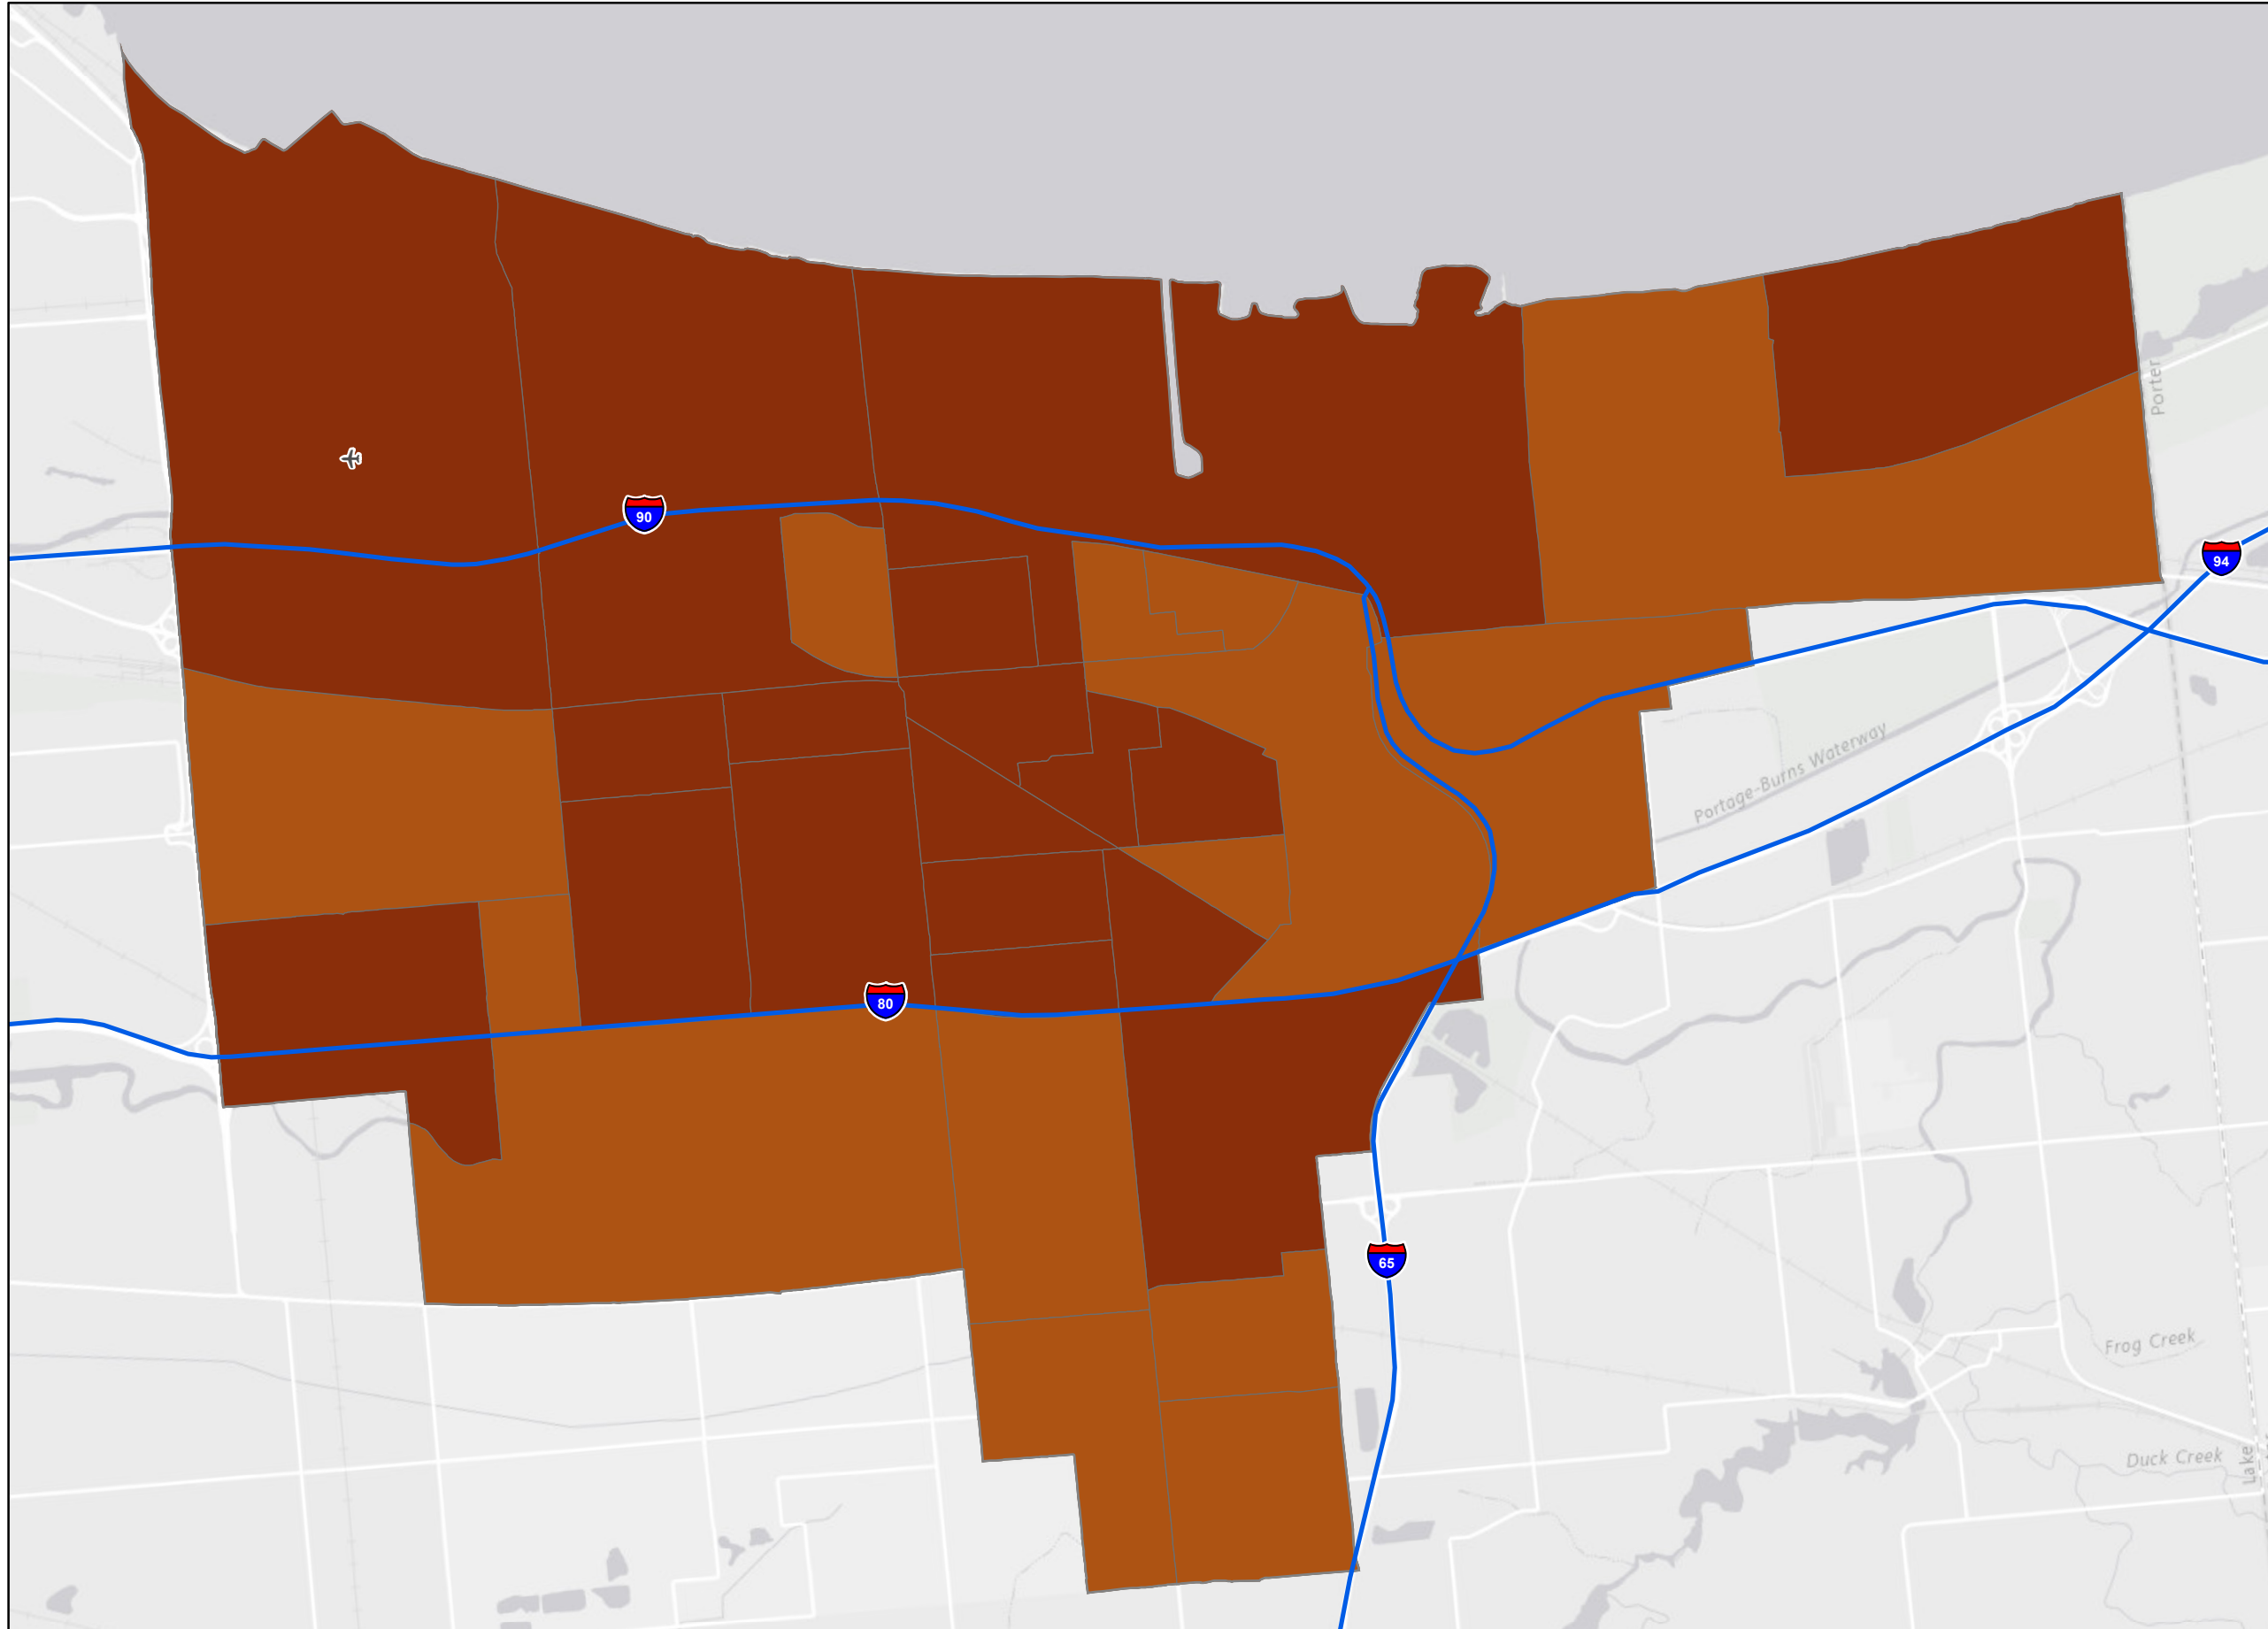 Porter
90
94
Portage-Burns Waterway
80
65
Frog Creek
Duck Creek
Lake